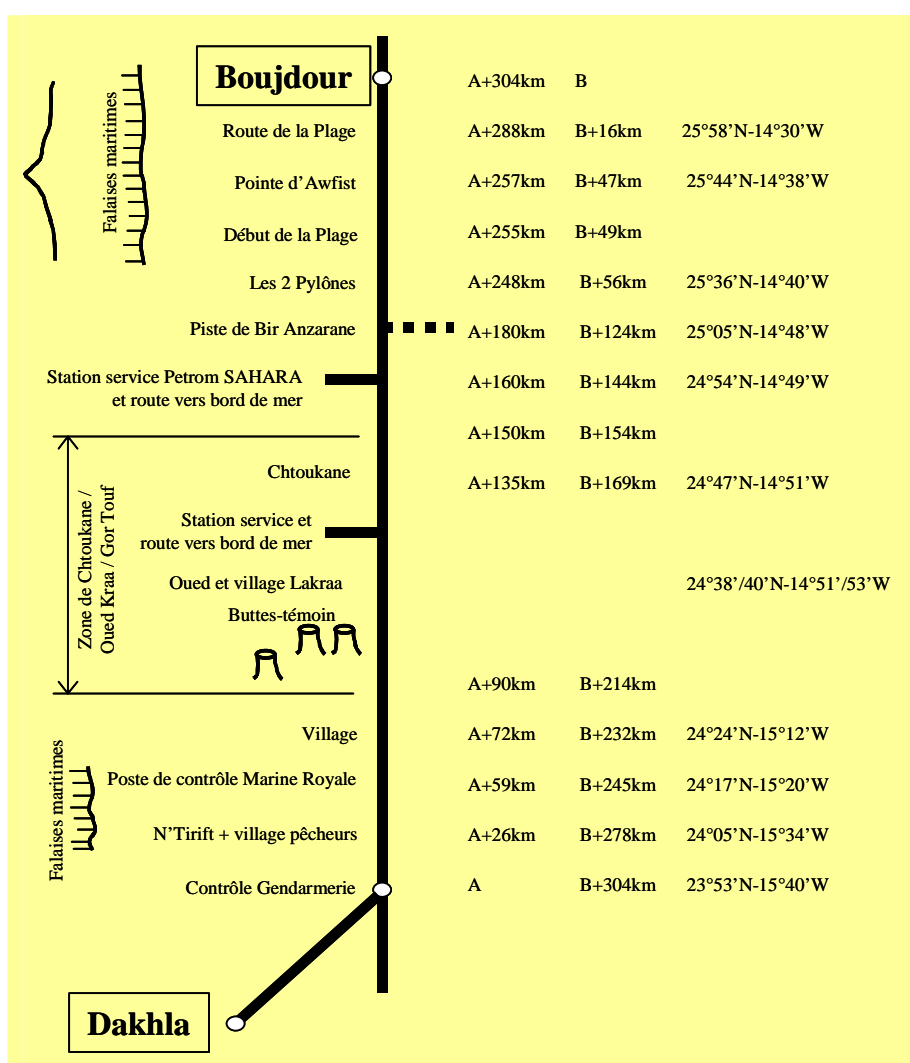 Boujdour A+304km B
Falaises maritimes
Route de la Plage A+288km B+16km 25°58’N-14°30’W
Pointe d’Awfist A+257km B+47km 25°44’N-14°38’W
Début de la Plage A+255km B+49km
Les 2 Pylônes A+248km B+56km 25°36’N-14°40’W
Piste de Bir Anzarane A+180km B+124km 25°05’N-14°48’W
Station service Petrom SAHARA
et route vers bord de mer A+160km B+144km 24°54’N-14°49’W
A+150km B+154km
Zone de Chtoukane /
Oued Kraa / Gor Touf
Chtoukane A+135km B+169km 24°47’N-14°51’W
Station service et
route vers bord de mer
Oued et village Lakraa 24°38’/40’N-14°51’/53’W
Buttes-témoin
A+90km B+214km
Village A+72km B+232km 24°24’N-15°12’W
Falaises maritimes
Poste de contrôle Marine Royale A+59km B+245km 24°17’N-15°20’W
N’Tirift + village pêcheurs A+26km B+278km 24°05’N-15°34’W
Contrôle Gendarmerie A B+304km 23°53’N-15°40’W
Dakhla